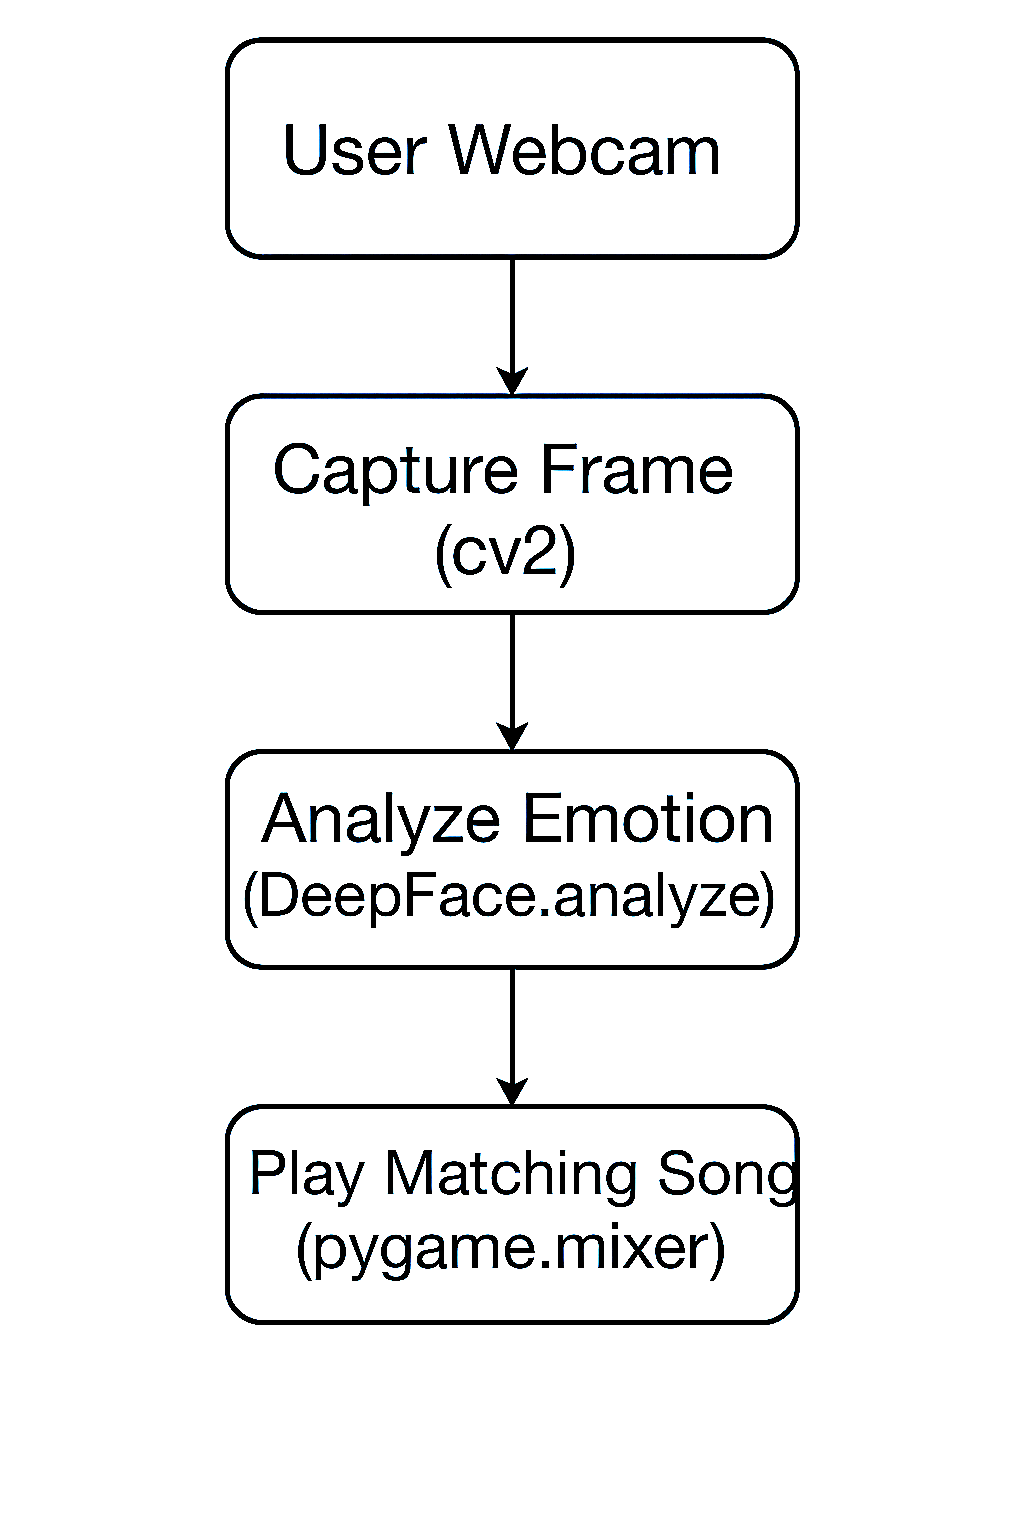 User Webcam
Capture Frame
(cv2)
Analyze Emotion
(DeepFace.analyze)
Play Matching Song
(pygame.mixer)